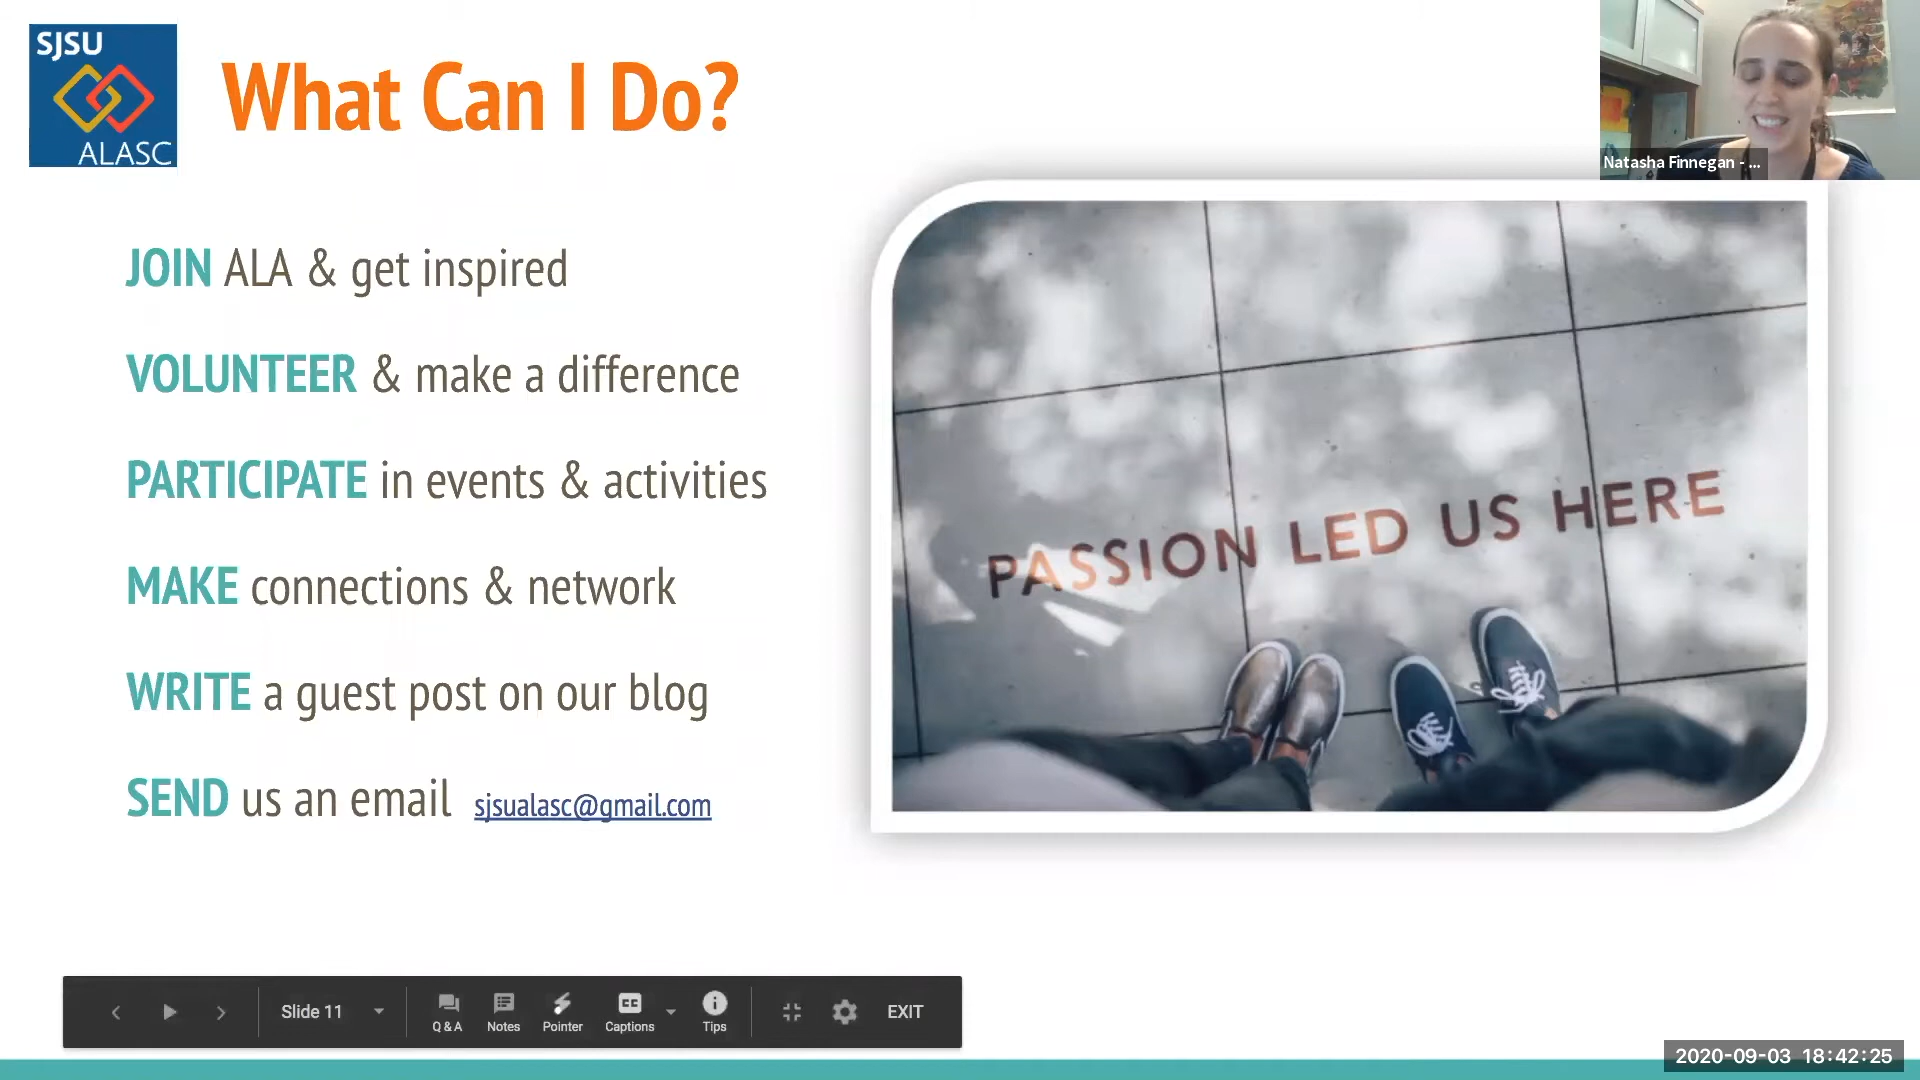 SJSU
ALASC
What Can I Do?
Natasha Finnegan - ...
JOIN ALA & get inspired
VOLUNTEER & make a difference
PARTICIPATE in events & activities
MAKE connections & network
WRITE a guest post on our blog
SEND us an email sjsualasc@gmail.com
PASSION LED US HERE
Slide 11
Q & A
Notes
Pointer
CC
Captions
Tips
EXIT
2020-09-03 18:42:25